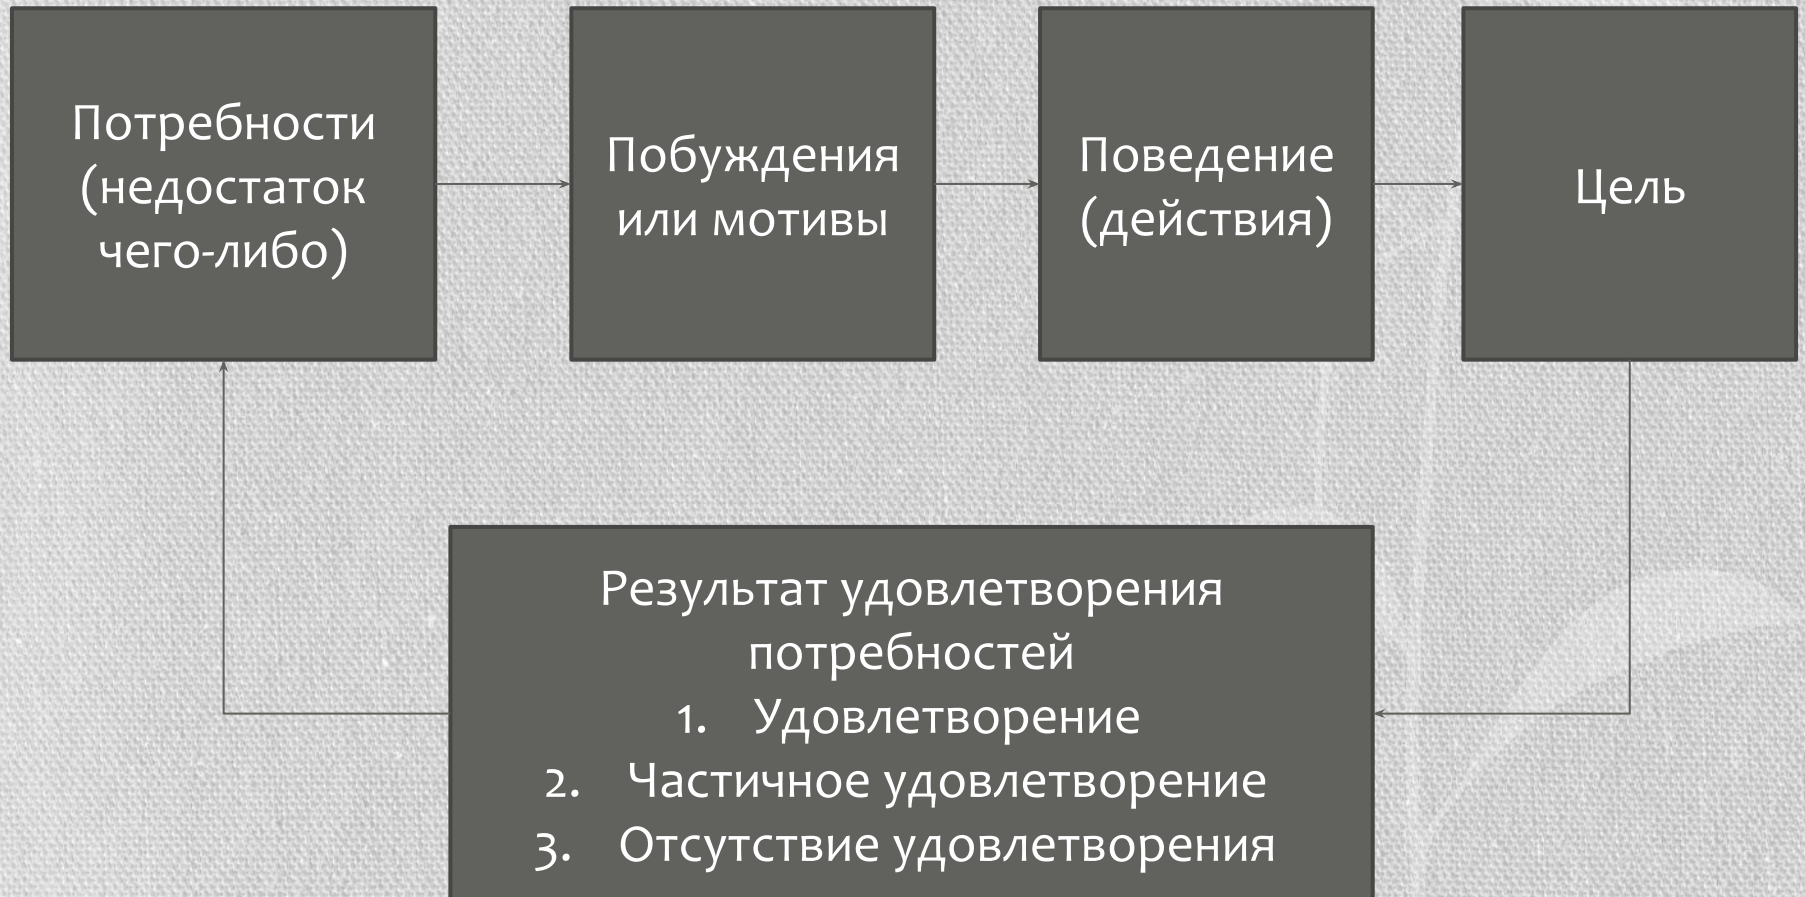 Потребности
(недостаток
чего-либо)
Побуждения
или мотивы
Поведение
(действия)
Цель
Результат удовлетворения
потребностей
1. Удовлетворение
2. Частичное удовлетворение
3. Отсутствие удовлетворения